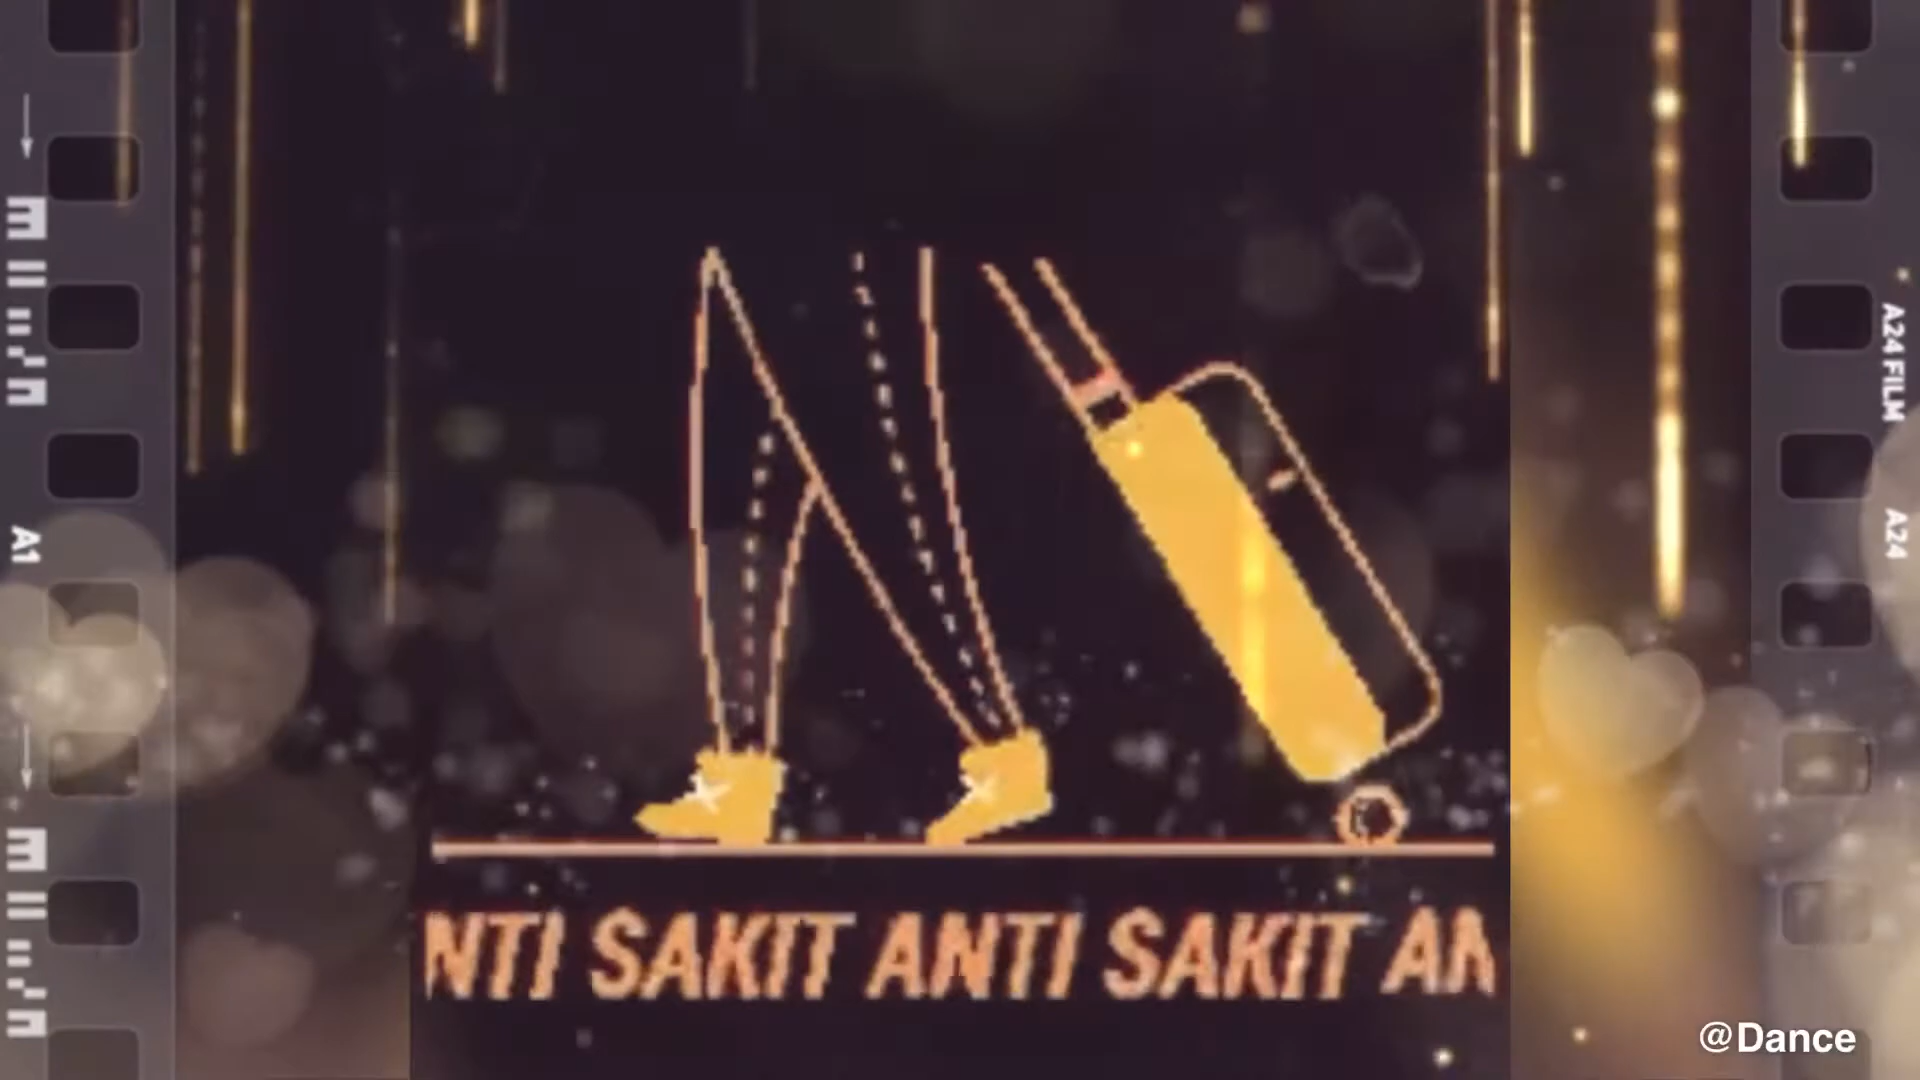 A1
A24 FILM
A24
NTI SAKIT ANTI SAKIT AN
@Dance